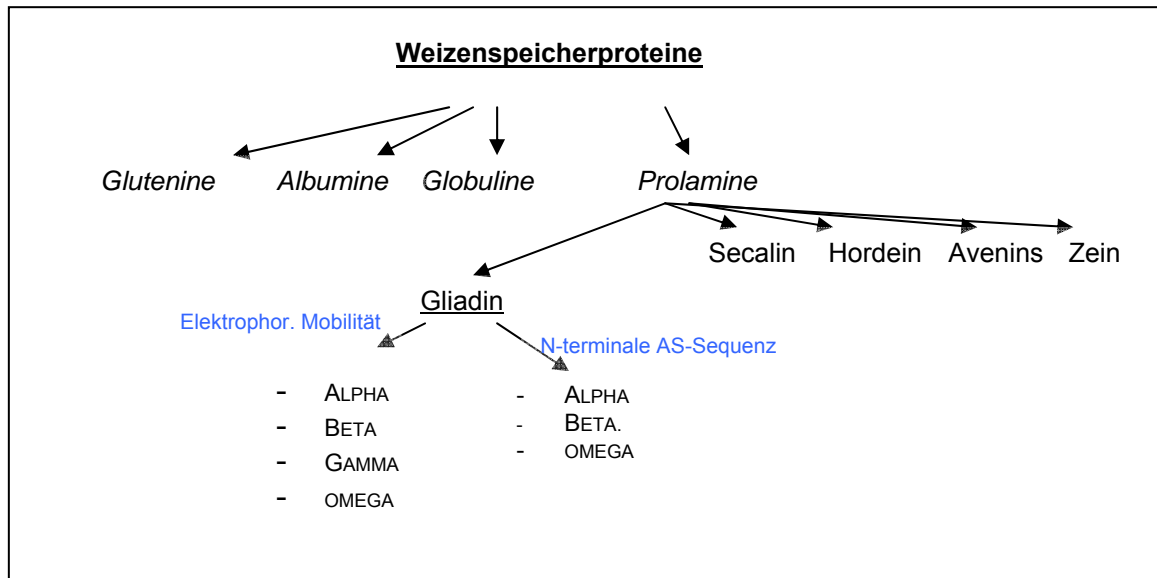 Weizenspeicherproteine
Glutenine Albumine Globuline Prolamine
Secalin Hordein Avenins Zein
Gliadin
Elektrophor. Mobilität
N-terminale AS-Sequenz
- ALPHA
- BETA
- GAMMA
- OMEGA
- ALPHA
- BETA.
- OMEGA